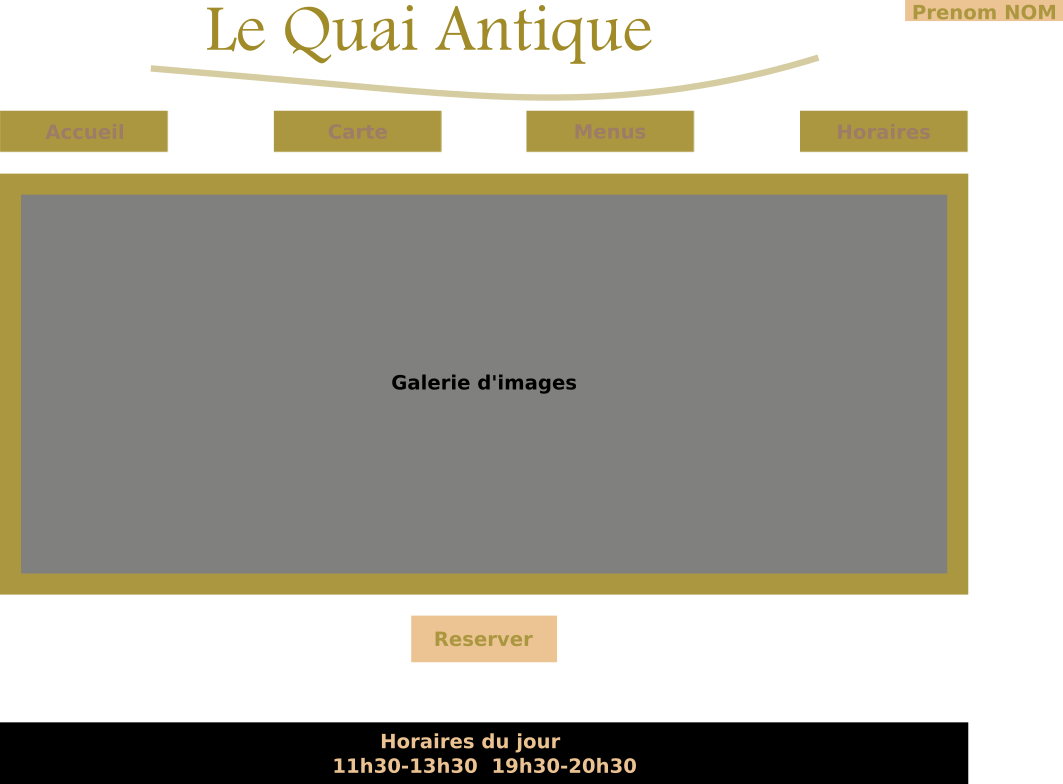 Le Quai Antique
Prenom NOM
Accueil
Carte
Menus
Horaires
Galerie d'images
Reserver
Horaires du jour
11h30-13h30 19h30-20h30